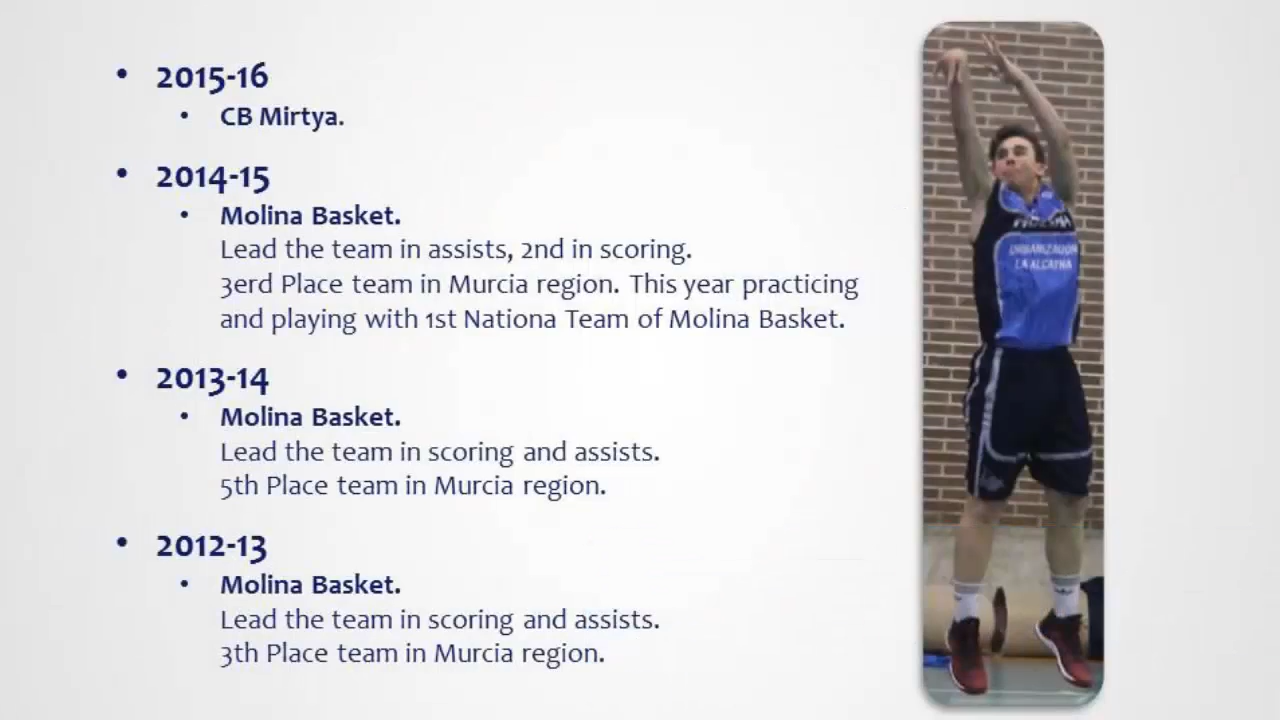 • 2015-16
• CB Mirtya.
• 2014-15
• Molina Basket.
Lead the team in assists, 2nd in scoring.
3erd Place team in Murcia region. This year practicing
and playing with 1st Nationa Team of Molina Basket.
• 2013-14
• Molina Basket.
Lead the team in scoring and assists.
5th Place team in Murcia region.
• 2012-13
• Molina Basket.
Lead the team in scoring and assists.
3th Place team in Murcia region.
URBANIZACION
LA ALCAYNA